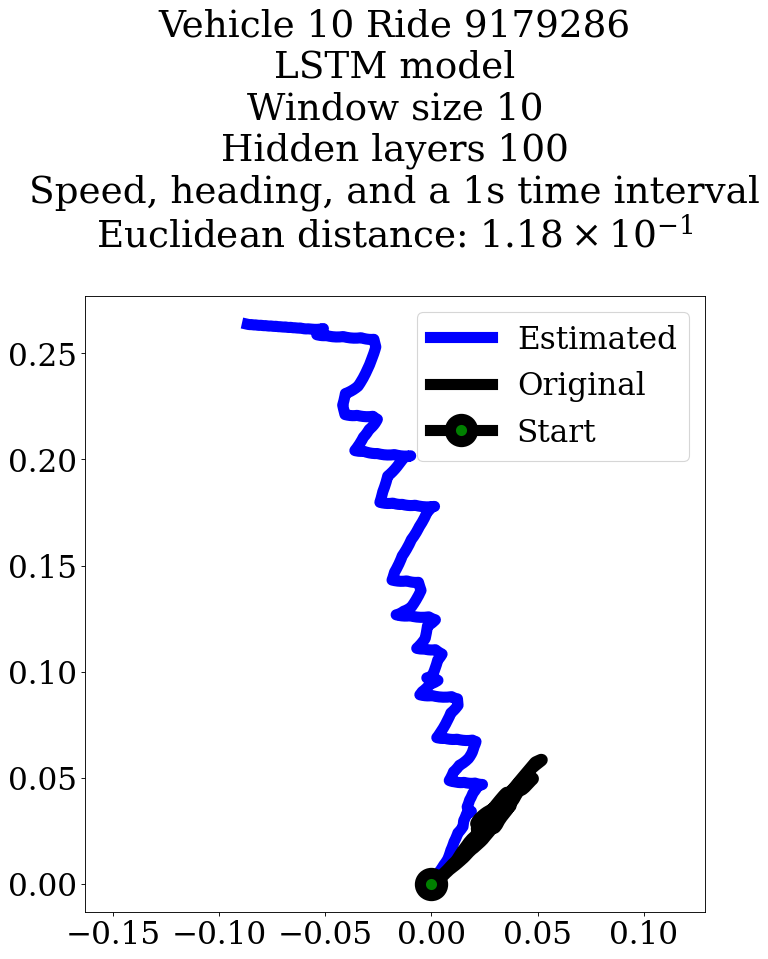 Vehicle 10 Ride 9179286
LSTM model
Window size 10
Hidden layers 100
Speed, heading, and a 1s time interval
Euclidean distance: 1.18 × 10⁻¹
Estimated
Original
Start
0.25
0.20
0.15
0.10
0.05
0.00
−0.15 −0.10 −0.05 0.00 0.05 0.10